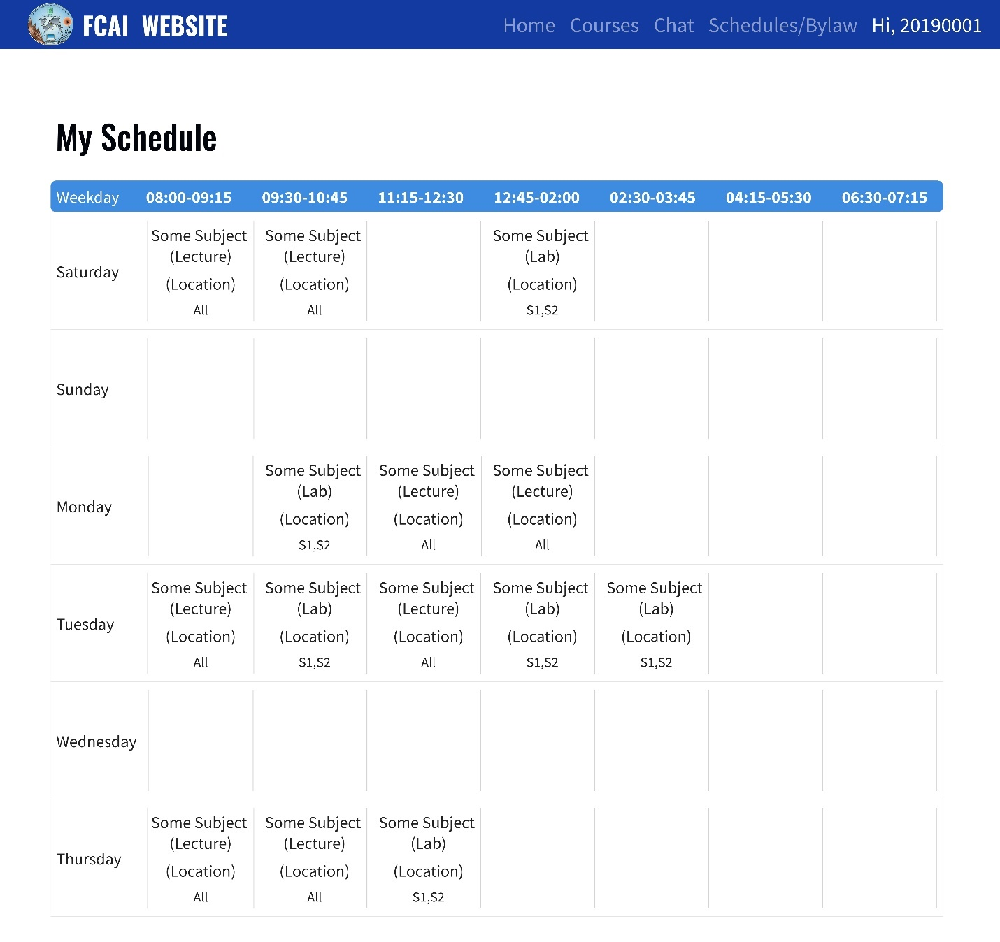 FCAI WEBSITE
Home Courses Chat Schedules/Bylaw Hi, 20190001
My Schedule
Weekday 08:00-09:15 09:30-10:45 11:15-12:30 12:45-02:00 02:30-03:45 04:15-05:30 06:30-07:15
Some Subject Some Subject Some Subject
(Lecture) (Lecture) (Lab)
Saturday
(Location) (Location) (Location)
All All S1,S2
Sunday
Some Subject Some Subject Some Subject
(Lab) (Lecture) (Lecture)
Monday
(Location) (Location) (Location)
S1,S2 All All
Some Subject Some Subject Some Subject Some Subject Some Subject
(Lecture) (Lab) (Lecture) (Lab) (Lab)
Tuesday
(Location) (Location) (Location) (Location) (Location)
All S1,S2 All S1,S2 S1,S2
Wednesday
Some Subject Some Subject Some Subject
(Lecture) (Lecture) (Lab)
Thursday
(Location) (Location) (Location)
All All S1,S2